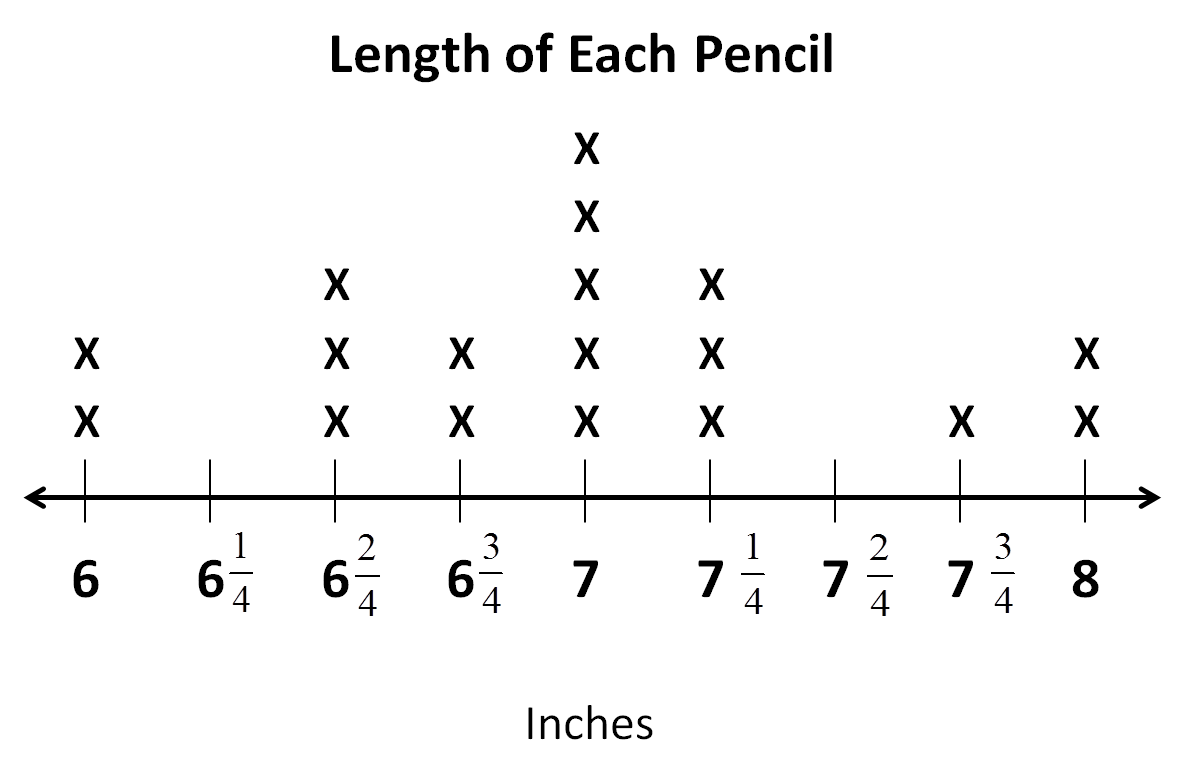 Length of Each Pencil
X
X
X X X
X X X X X X
X X X X X X X
6 6 1/4 6 2/4 6 3/4 7 7 1/4 7 2/4 7 3/4 8
Inches